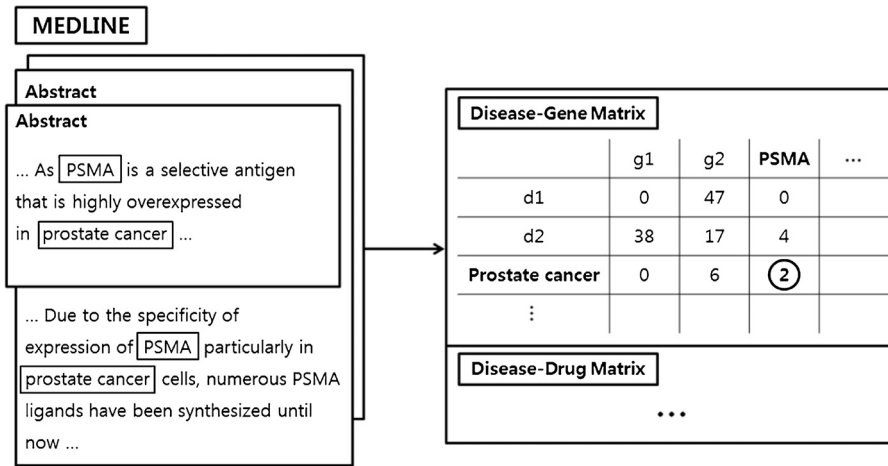 MEDLINE
Abstract
Abstract
... As PSMA is a selective antigen
that is highly overexpressed
in prostate cancer ...
... Due to the specificity of
expression of PSMA particularly in
prostate cancer cells, numerous PSMA
ligands have been synthesized until
now ...
Disease-Gene Matrix
g1 g2 PSMA ...
d1 0 47 0
d2 38 17 4
Prostate cancer 0 6 2
⋮
Disease-Drug Matrix
...